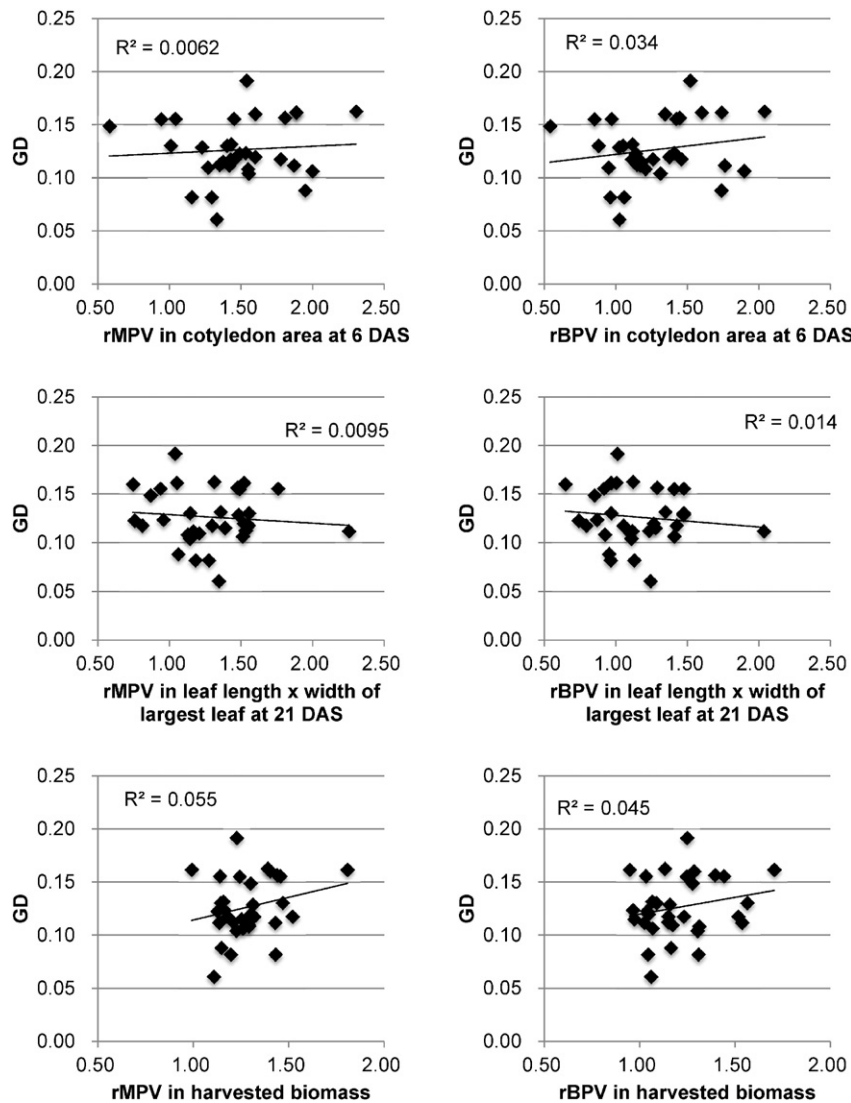 R² = 0.0062
GD
0.25
0.20
0.15
0.10
0.05
0.00
0.50 1.00 1.50 2.00 2.50
rMPV in cotyledon area at 6 DAS
R² = 0.034
GD
0.25
0.20
0.15
0.10
0.05
0.00
0.50 1.00 1.50 2.00 2.50
rBPV in cotyledon area at 6 DAS
R² = 0.0095
GD
0.25
0.20
0.15
0.10
0.05
0.00
0.50 1.00 1.50 2.00 2.50
rMPV in leaf length x width of
largest leaf at 21 DAS
R² = 0.014
GD
0.25
0.20
0.15
0.10
0.05
0.00
0.50 1.00 1.50 2.00 2.50
rBPV in leaf length x width of
largest leaf at 21 DAS
R² = 0.055
GD
0.25
0.20
0.15
0.10
0.05
0.00
0.50 1.00 1.50 2.00
rMPV in harvested biomass
R² = 0.045
GD
0.25
0.20
0.15
0.10
0.05
0.00
0.50 1.00 1.50 2.00
rBPV in harvested biomass